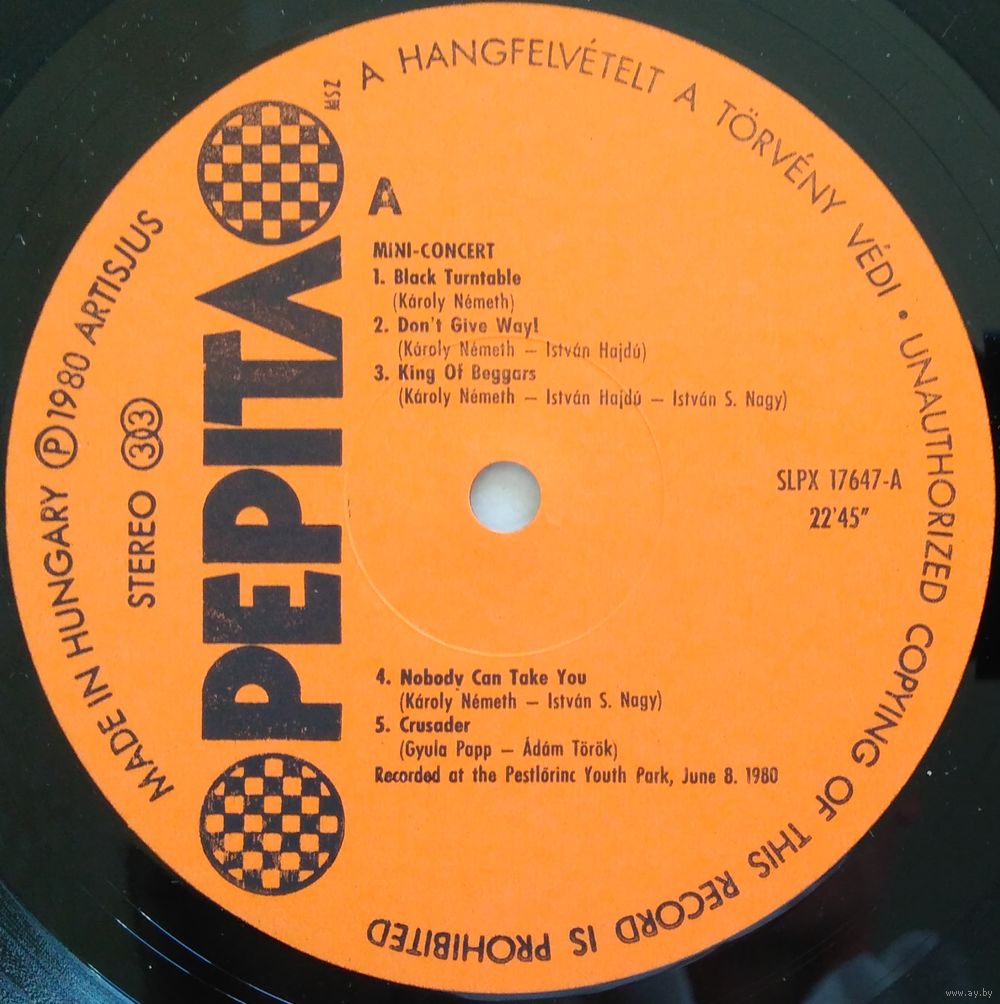 A HANGFELVÉTELT A TÖRVÉNY VÉDI • UNAUTHORIZED COPYING OF THIS RECORD IS PROHIBITED
MADE IN HUNGARY Ⓟ 1980 ARTISJUS
STEREO 33
PEPITA
MSZ
A
MINI-CONCERT
1. Black Turntable
(Károly Németh)
2. Don't Give Way!
(Károly Németh – István Hajdú)
3. King Of Beggars
(Károly Németh – István Hajdú – István S. Nagy)
SLPX 17647-A
22'45"
4. Nobody Can Take You
(Károly Németh – István S. Nagy)
5. Crusader
(Gyula Papp – Ádám Török)
Recorded at the Pestlőrinc Youth Park, June 8. 1980
www.ay.by